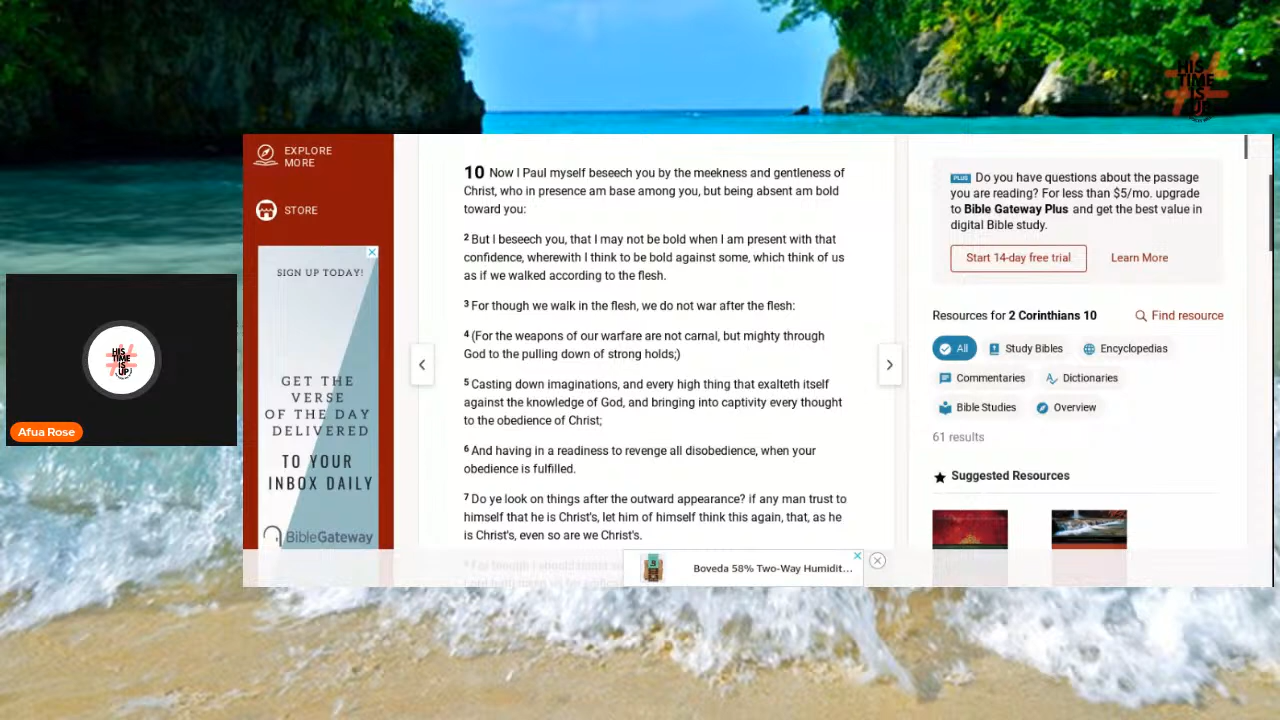 HIS
TIME
IS
UP
EXPLORE
MORE
STORE
SIGN UP TODAY!
GET THE
VERSE
OF THE DAY
DELIVERED
TO YOUR
INBOX DAILY
BibleGateway
HIS
TIME
IS
UP
Afua Rose
10 Now I Paul myself beseech you by the meekness and gentleness of
Christ, who in presence am base among you, but being absent am bold
toward you:
2 But I beseech you, that I may not be bold when I am present with that
confidence, wherewith I think to be bold against some, which think of us
as if we walked according to the flesh.
3 For though we walk in the flesh, we do not war after the flesh:
4 (For the weapons of our warfare are not carnal, but mighty through
God to the pulling down of strong holds;)
5 Casting down imaginations, and every high thing that exalteth itself
against the knowledge of God, and bringing into captivity every thought
to the obedience of Christ;
6 And having in a readiness to revenge all disobedience, when your
obedience is fulfilled.
7 Do ye look on things after the outward appearance? if any man trust to
himself that he is Christ's, let him of himself think this again, that, as he
is Christ's, even so are we Christ's.
Boveda 58% Two-Way Humidit...
PLUS Do you have questions about the passage
you are reading? For less than $5/mo. upgrade
to Bible Gateway Plus and get the best value in
digital Bible study.
Start 14-day free trial Learn More
Resources for 2 Corinthians 10 Find resource
All Study Bibles Encyclopedias
Commentaries Dictionaries
Bible Studies Overview
61 results
Suggested Resources